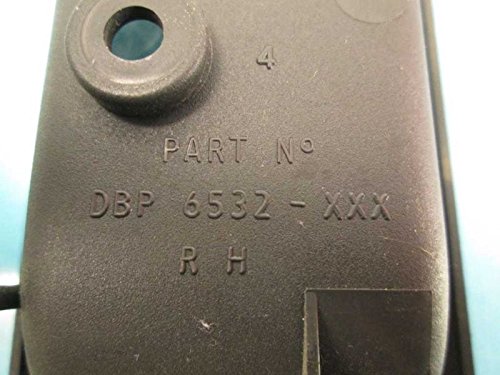 4
PART Nº
DBP 6532-XXX
R H